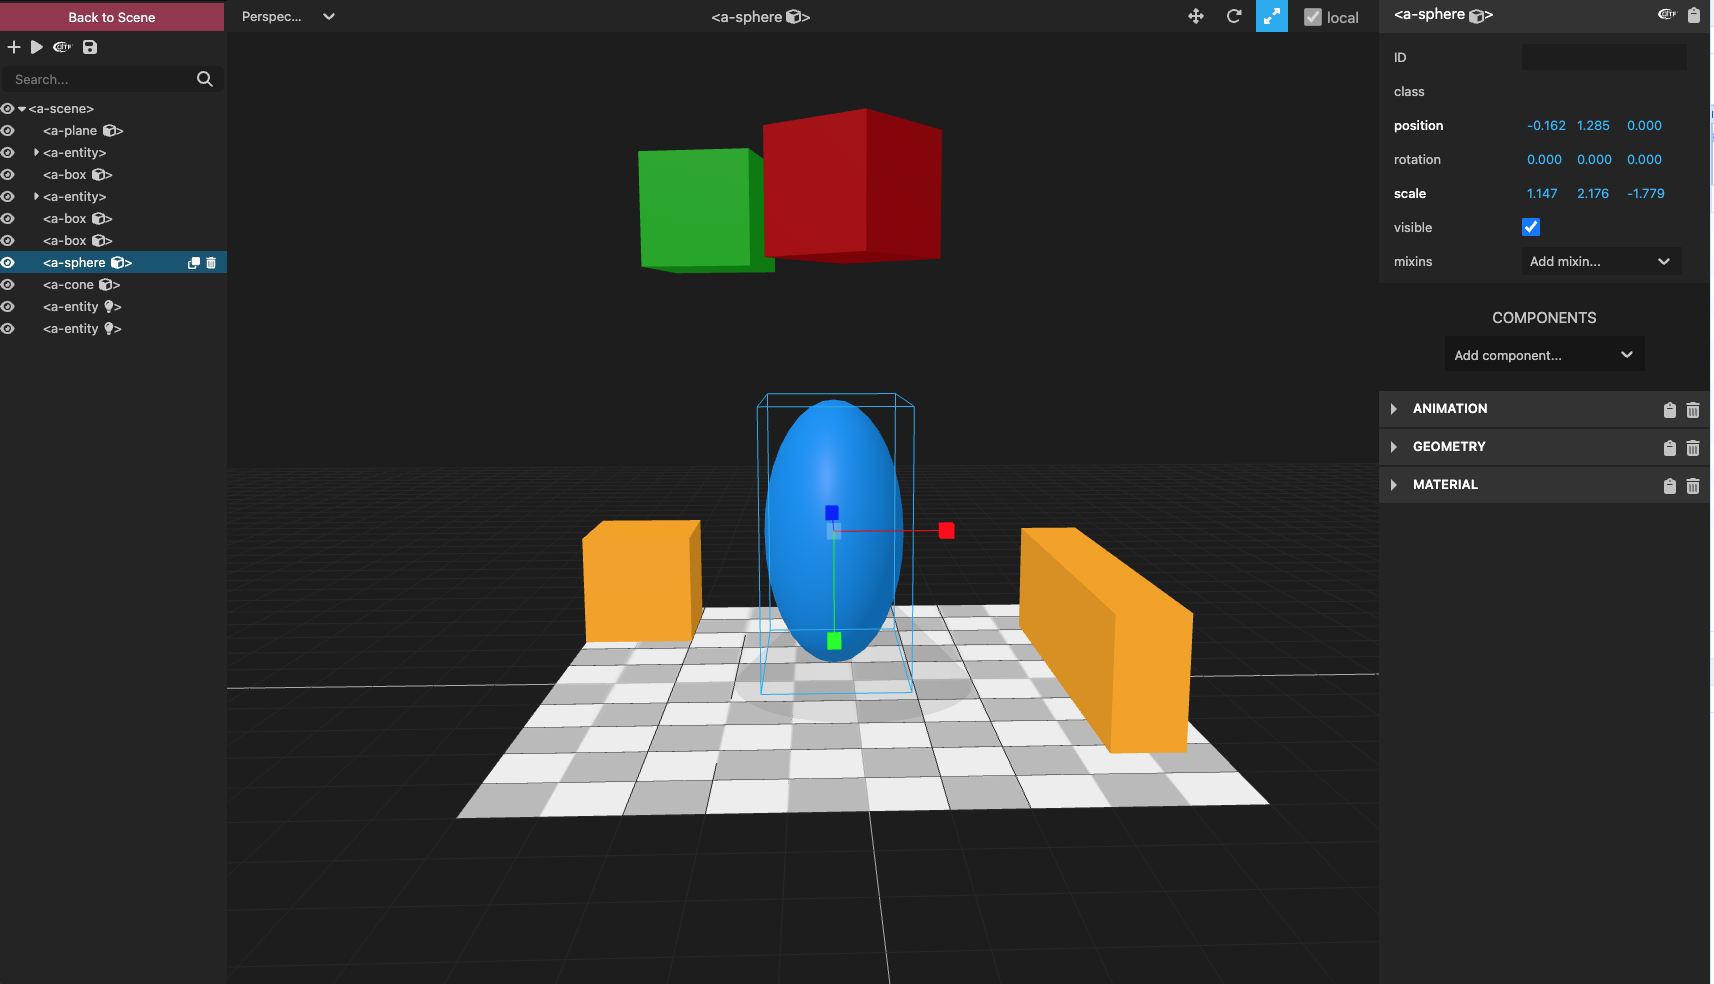 Back to Scene
Perspec...
<a-sphere >
local
<a-sphere >
Search...
<a-scene>
<a-plane >
<a-entity>
<a-box >
<a-entity>
<a-box >
<a-box >
<a-sphere >
<a-cone >
<a-entity >
<a-entity >
ID
class
position -0.162 1.285 0.000
rotation 0.000 0.000 0.000
scale 1.147 2.176 -1.779
visible
mixins Add mixin...
COMPONENTS
Add component...
ANIMATION
GEOMETRY
MATERIAL